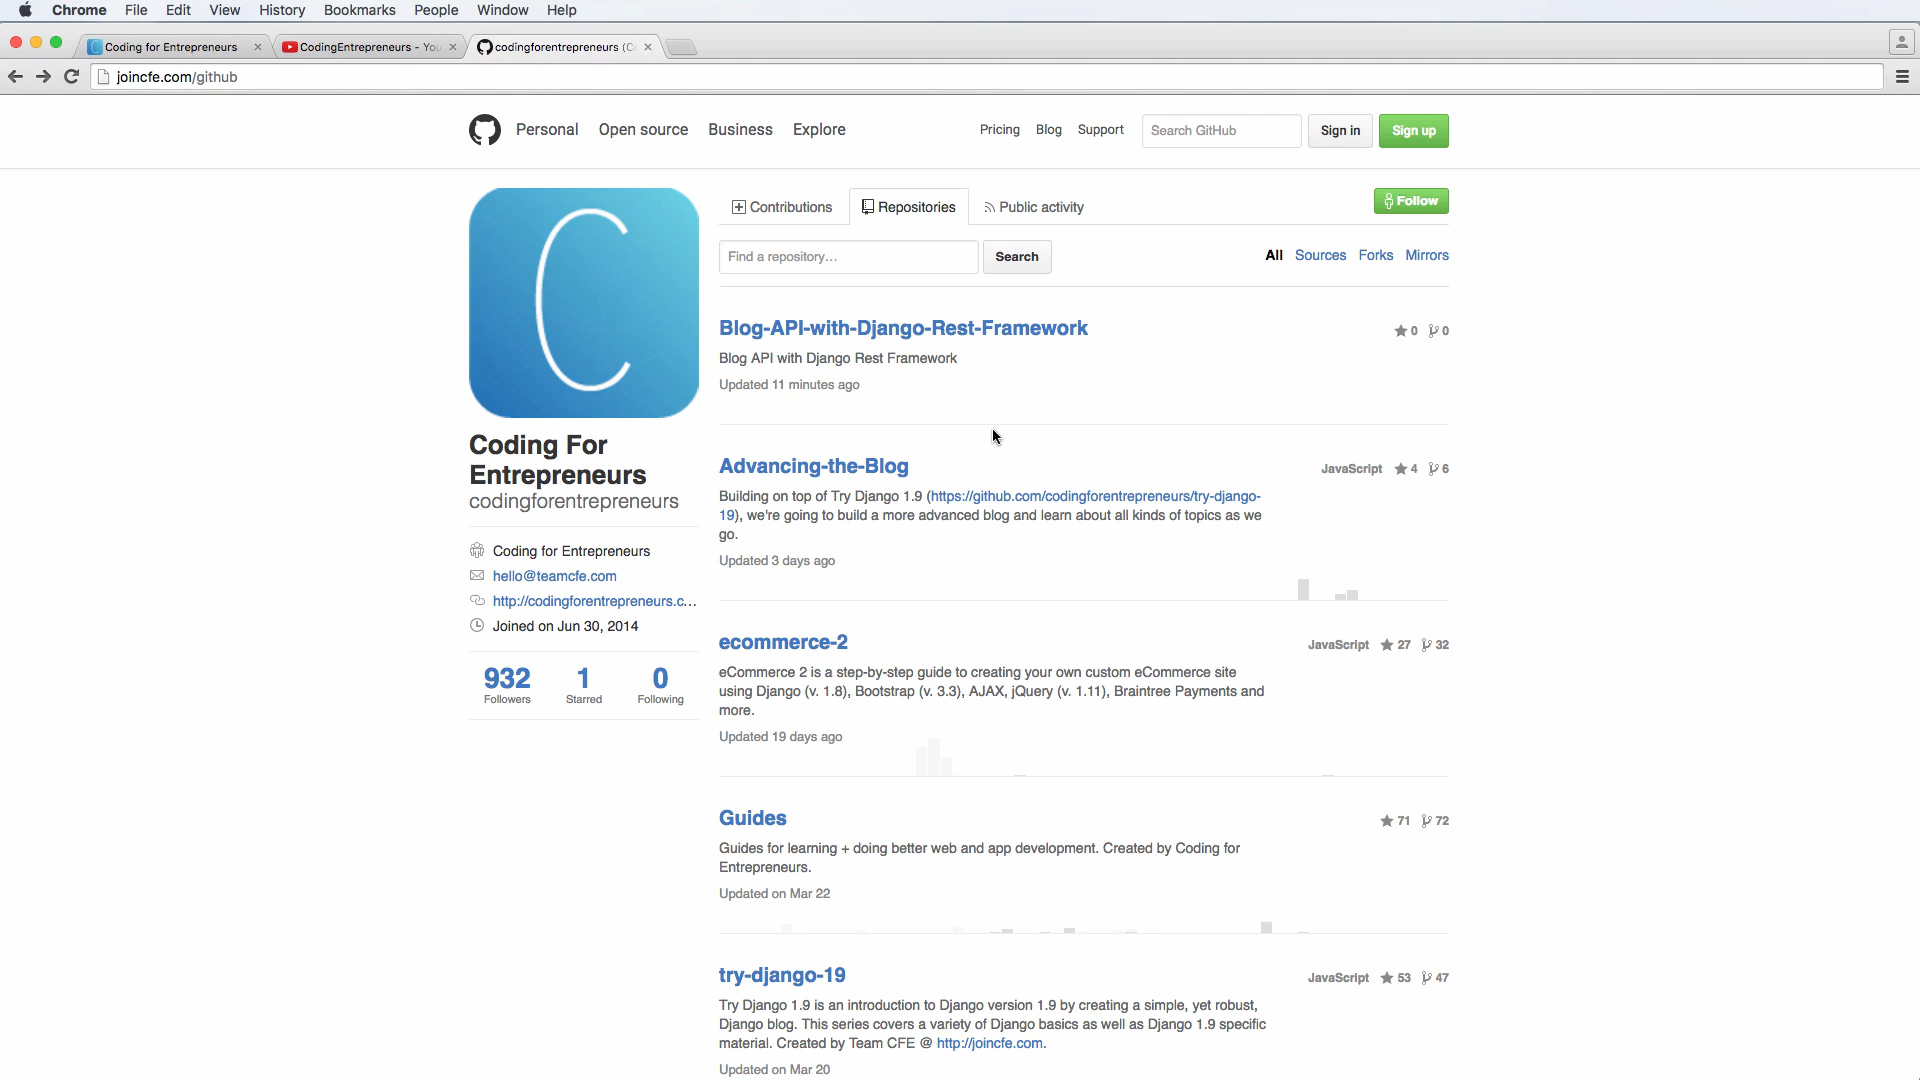 Chrome File Edit View History Bookmarks People Window Help
Coding for Entrepreneurs
CodingEntrepreneurs - You
codingforentrepreneurs (Co
joincfe.com/github
Personal Open source Business Explore
Pricing Blog Support Search GitHub Sign in Sign up
C
Contributions Repositories Public activity
Follow
Find a repository... Search
All Sources Forks Mirrors
Coding For
Entrepreneurs
codingforentrepreneurs
Coding for Entrepreneurs
hello@teamcfe.com
http://codingforentrepreneurs.c...
Joined on Jun 30, 2014
932 1 0
Followers Starred Following
Blog-API-with-Django-Rest-Framework
0 0
Blog API with Django Rest Framework
Updated 11 minutes ago
Advancing-the-Blog
JavaScript 4 6
Building on top of Try Django 1.9 (https://github.com/codingforentrepreneurs/try-django-
19), we're going to build a more advanced blog and learn about all kinds of topics as we
go.
Updated 3 days ago
ecommerce-2
JavaScript 27 32
eCommerce 2 is a step-by-step guide to creating your own custom eCommerce site
using Django (v. 1.8), Bootstrap (v. 3.3), AJAX, jQuery (v. 1.11), Braintree Payments and
more.
Updated 19 days ago
Guides
71 72
Guides for learning + doing better web and app development. Created by Coding for
Entrepreneurs.
Updated on Mar 22
try-django-19
JavaScript 53 47
Try Django 1.9 is an introduction to Django version 1.9 by creating a simple, yet robust,
Django blog. This series covers a variety of Django basics as well as Django 1.9 specific
material. Created by Team CFE @ http://joincfe.com.
Updated on Mar 20